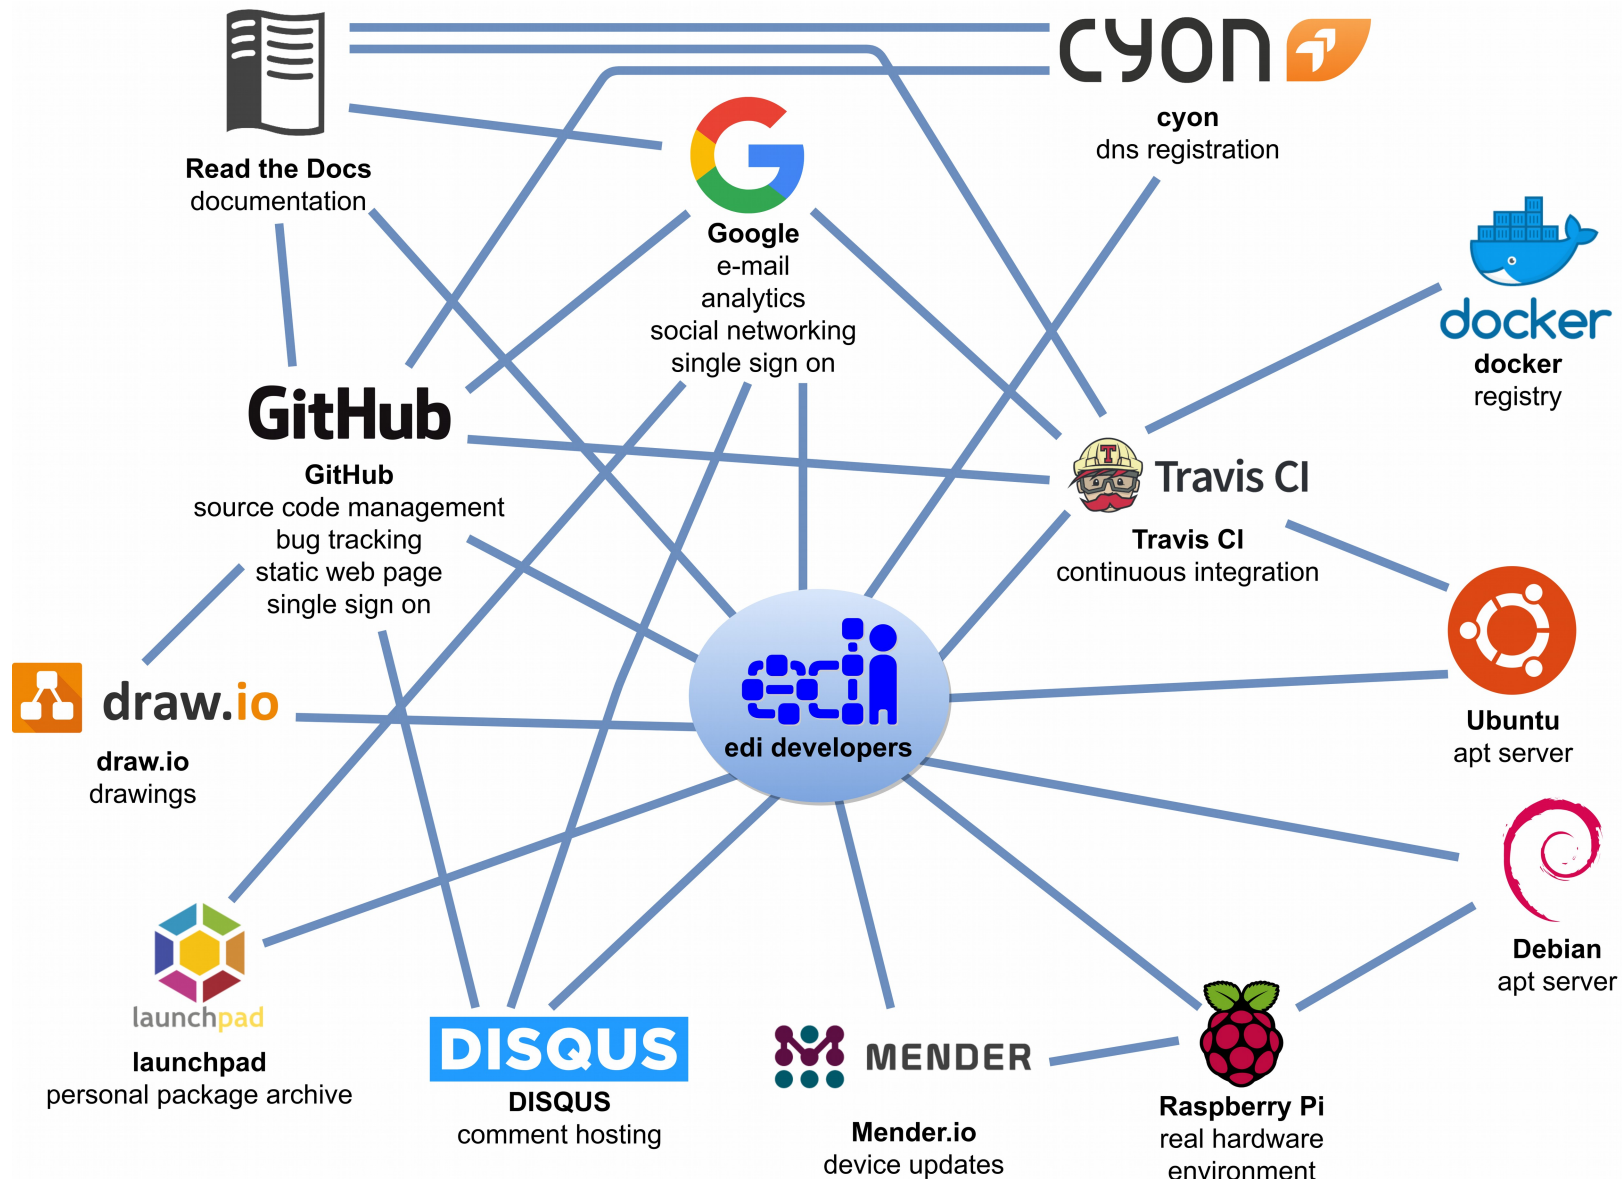 cyon
cyon
dns registration
Read the Docs
documentation
Google
e-mail
analytics
social networking
single sign on
docker
docker
registry
GitHub
GitHub
source code management
bug tracking
static web page
single sign on
T
Travis CI
Travis CI
continuous integration
draw.io
draw.io
drawings
edi
edi developers
Ubuntu
apt server
Debian
apt server
launchpad
launchpad
personal package archive
DISQUS
DISQUS
comment hosting
MENDER
Mender.io
device updates
Raspberry Pi
real hardware
environment